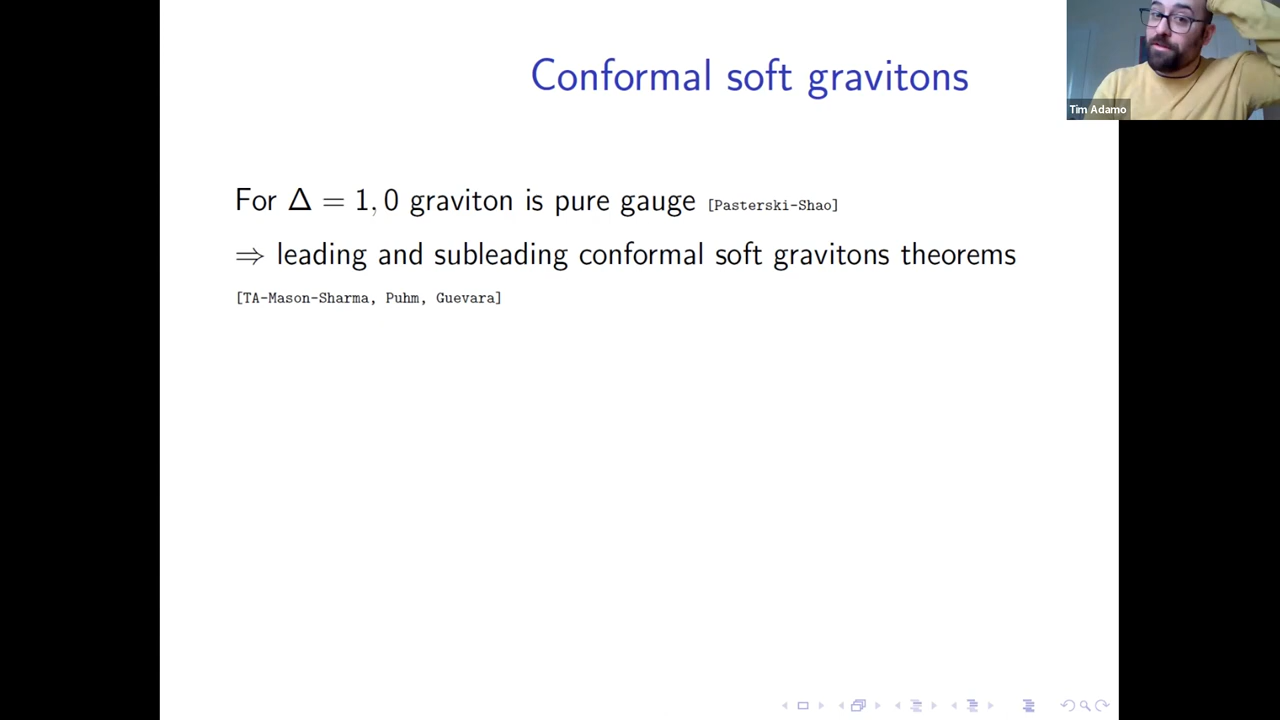 Conformal soft gravitons
Tim Adamo
For Δ = 1, 0 graviton is pure gauge [Pasterski-Shao]
⇒ leading and subleading conformal soft gravitons theorems
[TA-Mason-Sharma, Puhm, Guevara]